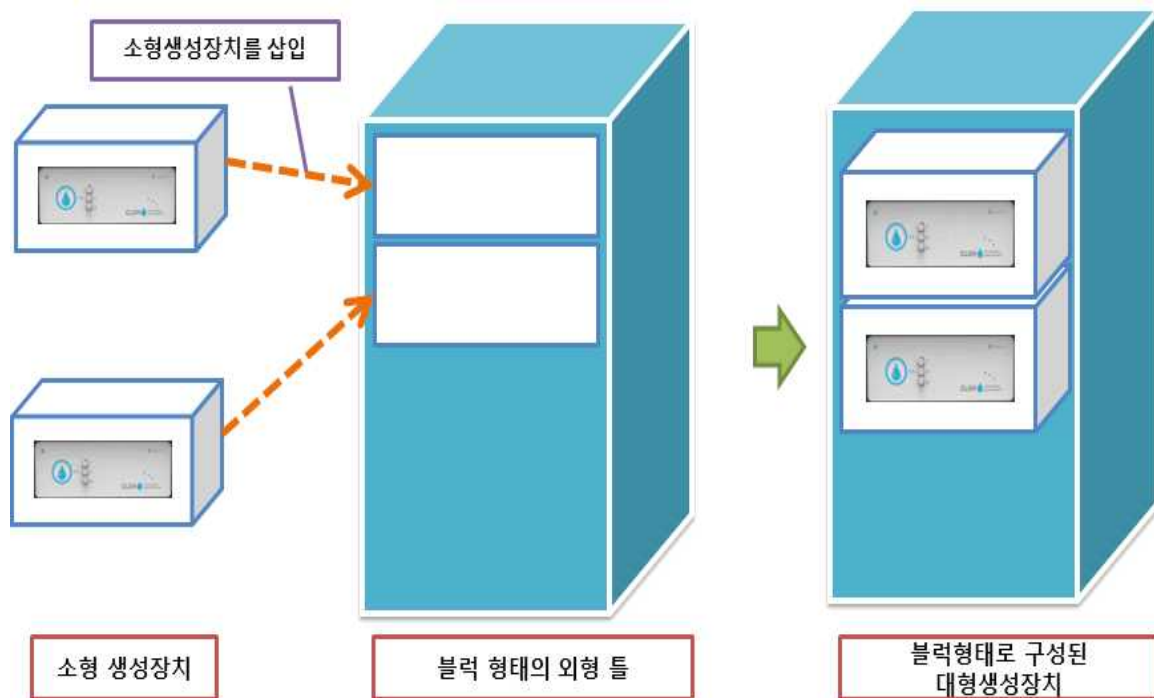 소형생성장치를 삽입
소형 생성장치
블럭 형태의 외형 틀
블럭형태로 구성된
대형생성장치